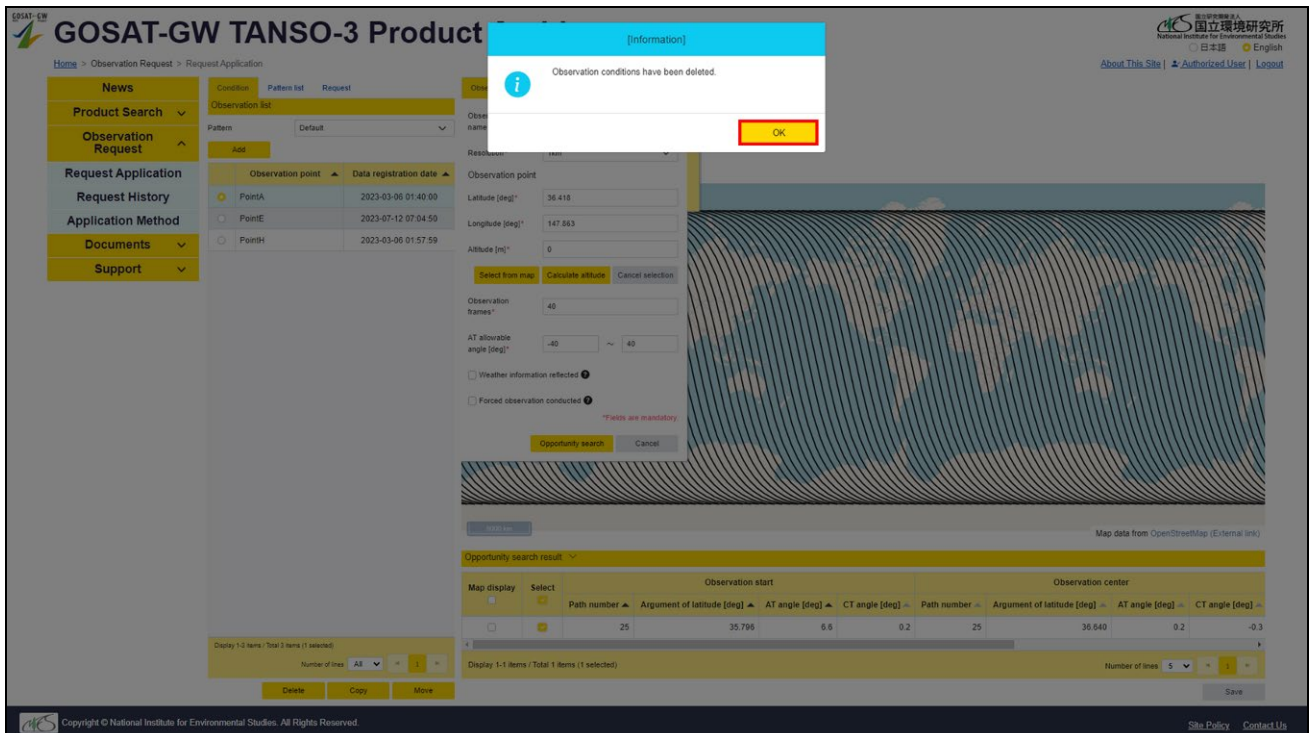 GOSAT-GW
GOSAT-GW TANSO-3 Product
国立研究開発法人
国立環境研究所
National Institute for Environmental Studies
日本語 English
Home > Observation Request > Request Application
About This Site | Authorized User | Logout
[Information]
Observation conditions have been deleted.
OK
News
Product Search
Observation Request
Request Application
Request History
Application Method
Documents
Support
Condition Pattern list Request
Observation list
Pattern Default
Add
Observation point Data registration date
PointA 2023-03-06 01:40:00
PointE 2023-07-12 07:04:59
PointH 2023-03-06 01:57:59
Display 1-3 items / Total 3 items (1 selected)
Number of lines All « 1 »
Delete Copy Move
name
Resolution*
Observation point
Latitude [deg]* 36.418
Longitude [deg]* 147.863
Altitude [m]* 0
Select from map Calculate altitude Cancel selection
Observation
frames* 40
AT allowable
angle [deg]* -40 ~ 40
Weather information reflected ?
Forced observation conducted ?
*Fields are mandatory.
Opportunity search Cancel
Map data from OpenStreetMap (External link)
Opportunity search result
Map display Select Observation start Observation center
Path number Argument of latitude [deg] AT angle [deg] CT angle [deg] Path number Argument of latitude [deg] AT angle [deg] CT angle [deg]
25 35.796 6.6 0.2 25 36.640 0.2 -0.3
Display 1-1 items / Total 1 items (1 selected)
Number of lines 5 « 1 »
Save
Copyright © National Institute for Environmental Studies. All Rights Reserved.
Site Policy Contact Us